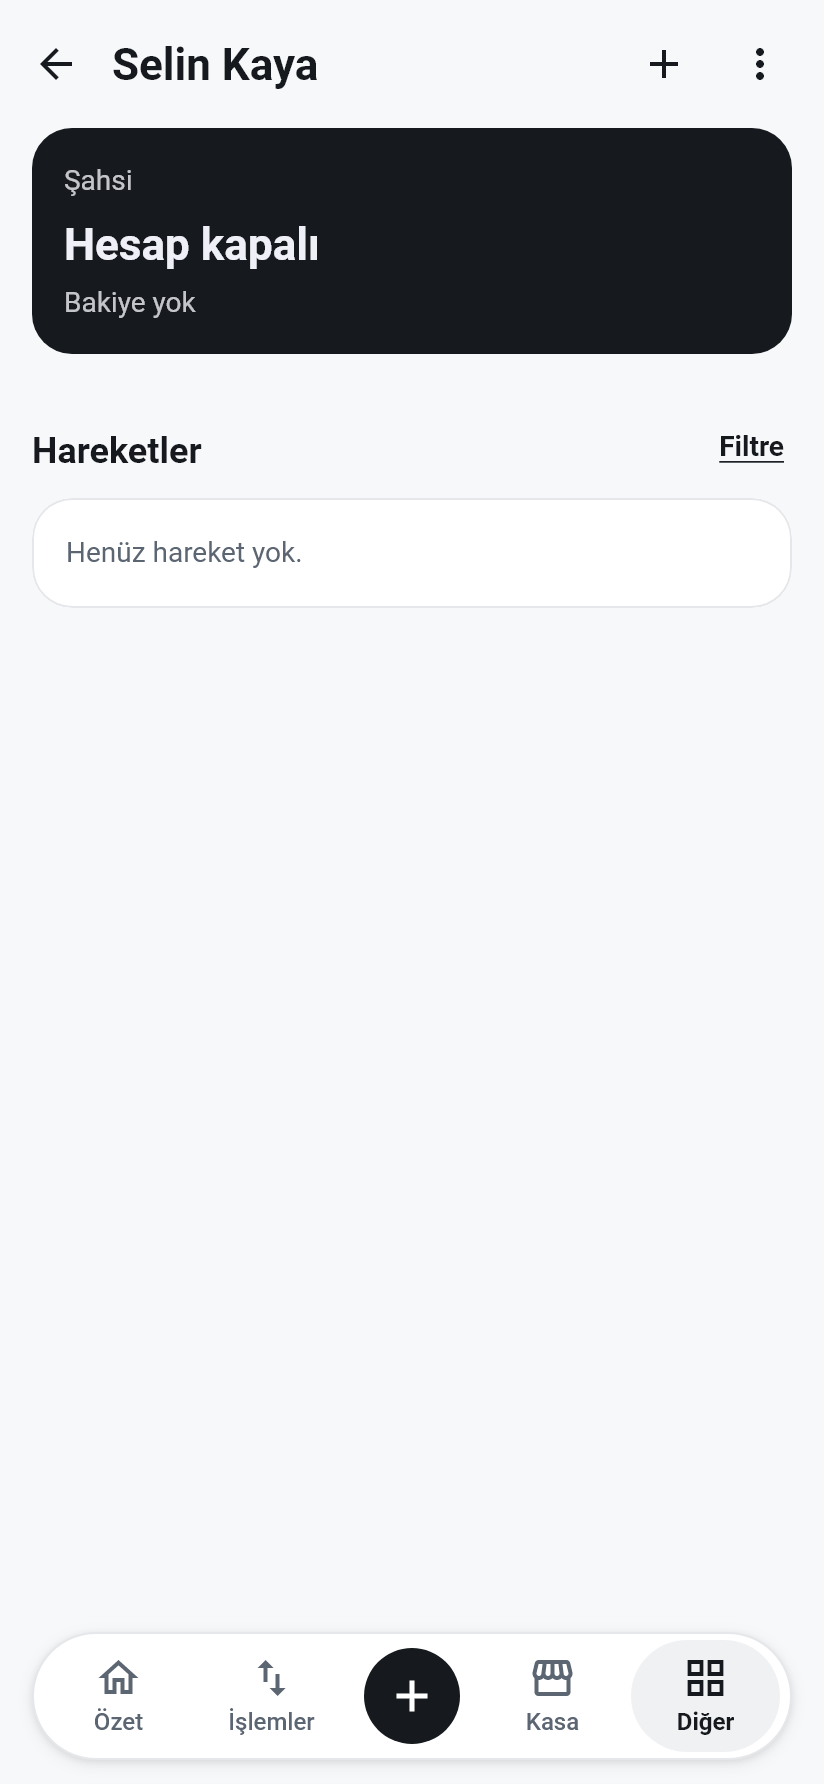 Selin Kaya
Şahsi
Hesap kapalı
Bakiye yok
Hareketler
Filtre
Henüz hareket yok.
Özet
İşlemler
Kasa
Diğer